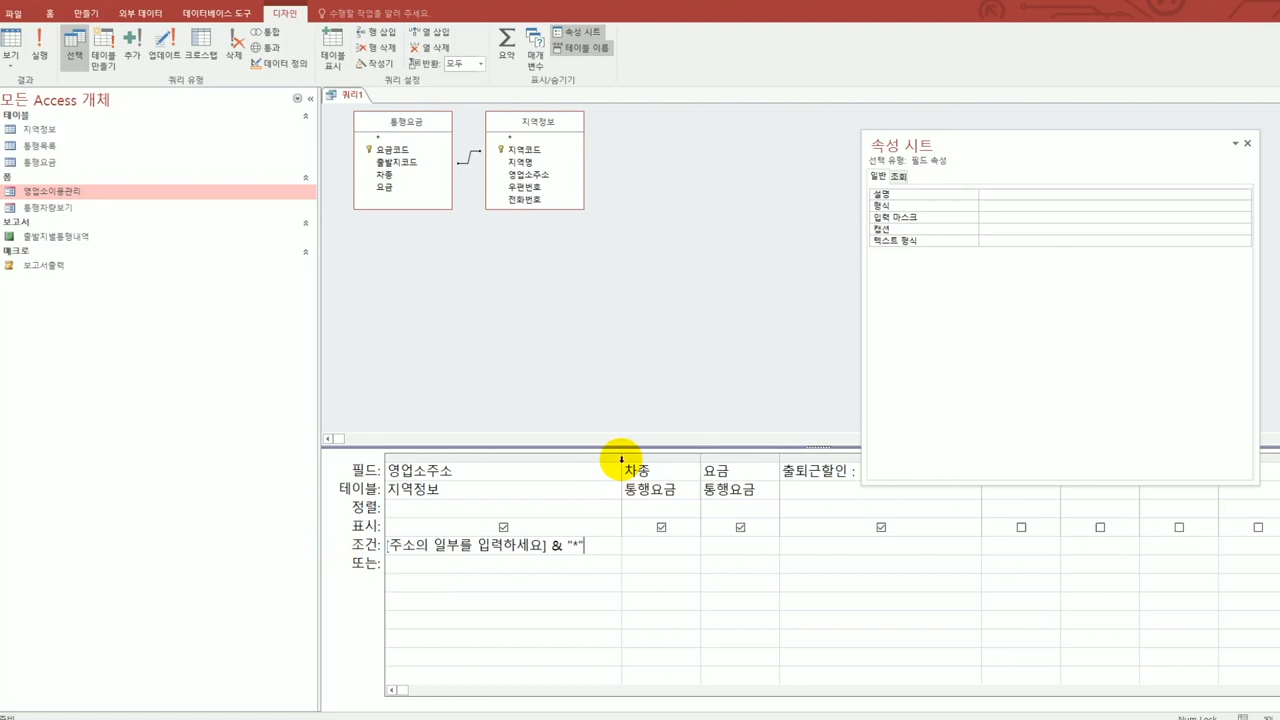 파일 홈 만들기 외부 데이터 데이터베이스 도구 디자인 수행할 작업을 알려 주세요.
보기 실행 선택 테이블 만들기 추가 업데이트 크로스탭 삭제 통합 통과 데이터 정의
테이블 표시 행 삽입 행 삭제 작성기 열 삽입 열 삭제 반환: 모두
요약 매개 변수 속성 시트 테이블 이름
결과 쿼리 유형 쿼리 설정 표시/숨기기
모든 Access 개체
테이블
지역정보
통행목록
통행요금
폼
영업소이용관리
통행차량보기
보고서
출발지별통행내역
매크로
보고서출력
쿼리1
통행요금
*
요금코드
출발지코드
차종
요금
지역정보
*
지역코드
지역명
영업소주소
우편번호
전화번호
속성 시트
선택 유형: 필드 속성
일반 조회
설명
형식
입력 마스크
캡션
텍스트 형식
필드: 영업소주소 차종 요금 출퇴근할인 :
테이블: 지역정보 통행요금 통행요금
정렬:
표시:
조건: [주소의 일부를 입력하세요] & "*"
또는:
Num Lock